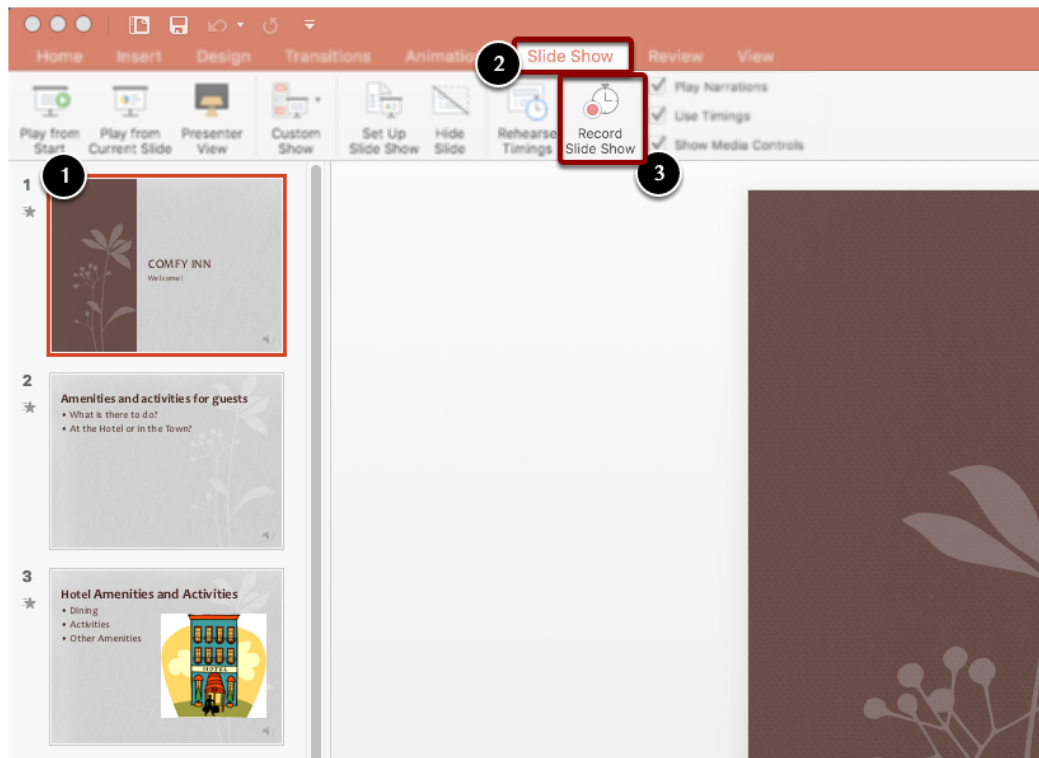 Home Insert Design Transitions Animatio 2 Slide Show Review View
Play from Start
Play from Current Slide
Presenter View
Custom Show
Set Up Slide Show
Hide Slide
Rehearse Timings
Record Slide Show
Play Narrations
Use Timings
Show Media Controls
3
1
1
COMFY INN
Welcome!
2
Amenities and activities for guests
• What is there to do?
• At the Hotel or in the Town?
3
Hotel Amenities and Activities
• Dining
• Activities
• Other Amenities
HOTEL